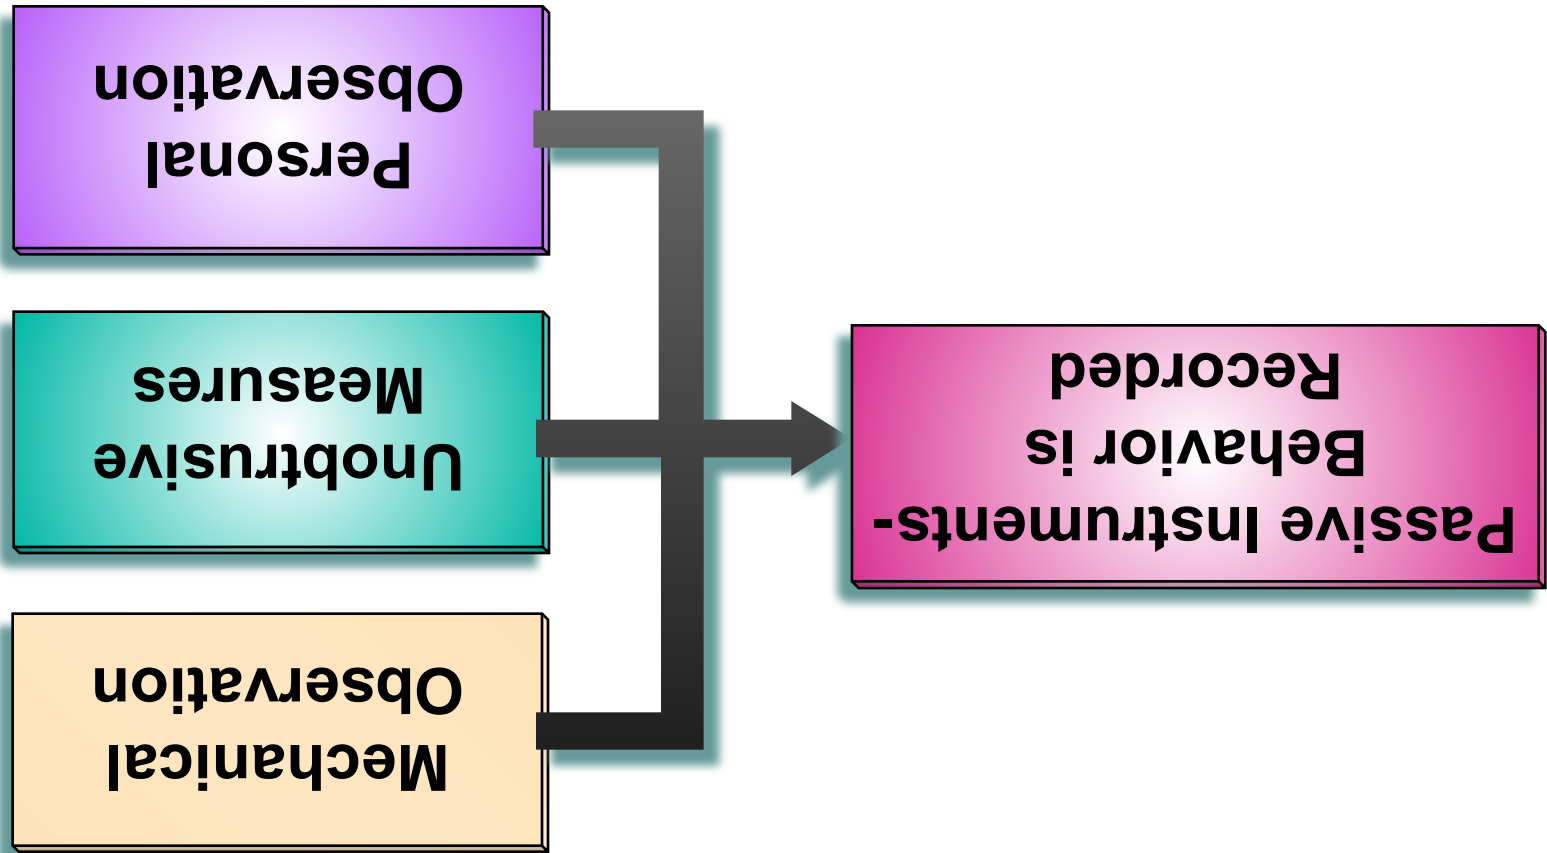 Mechanical
Observation
Unobtrusive
Measures
Personal
Observation
Passive Instruments-
Behavior is
Recorded